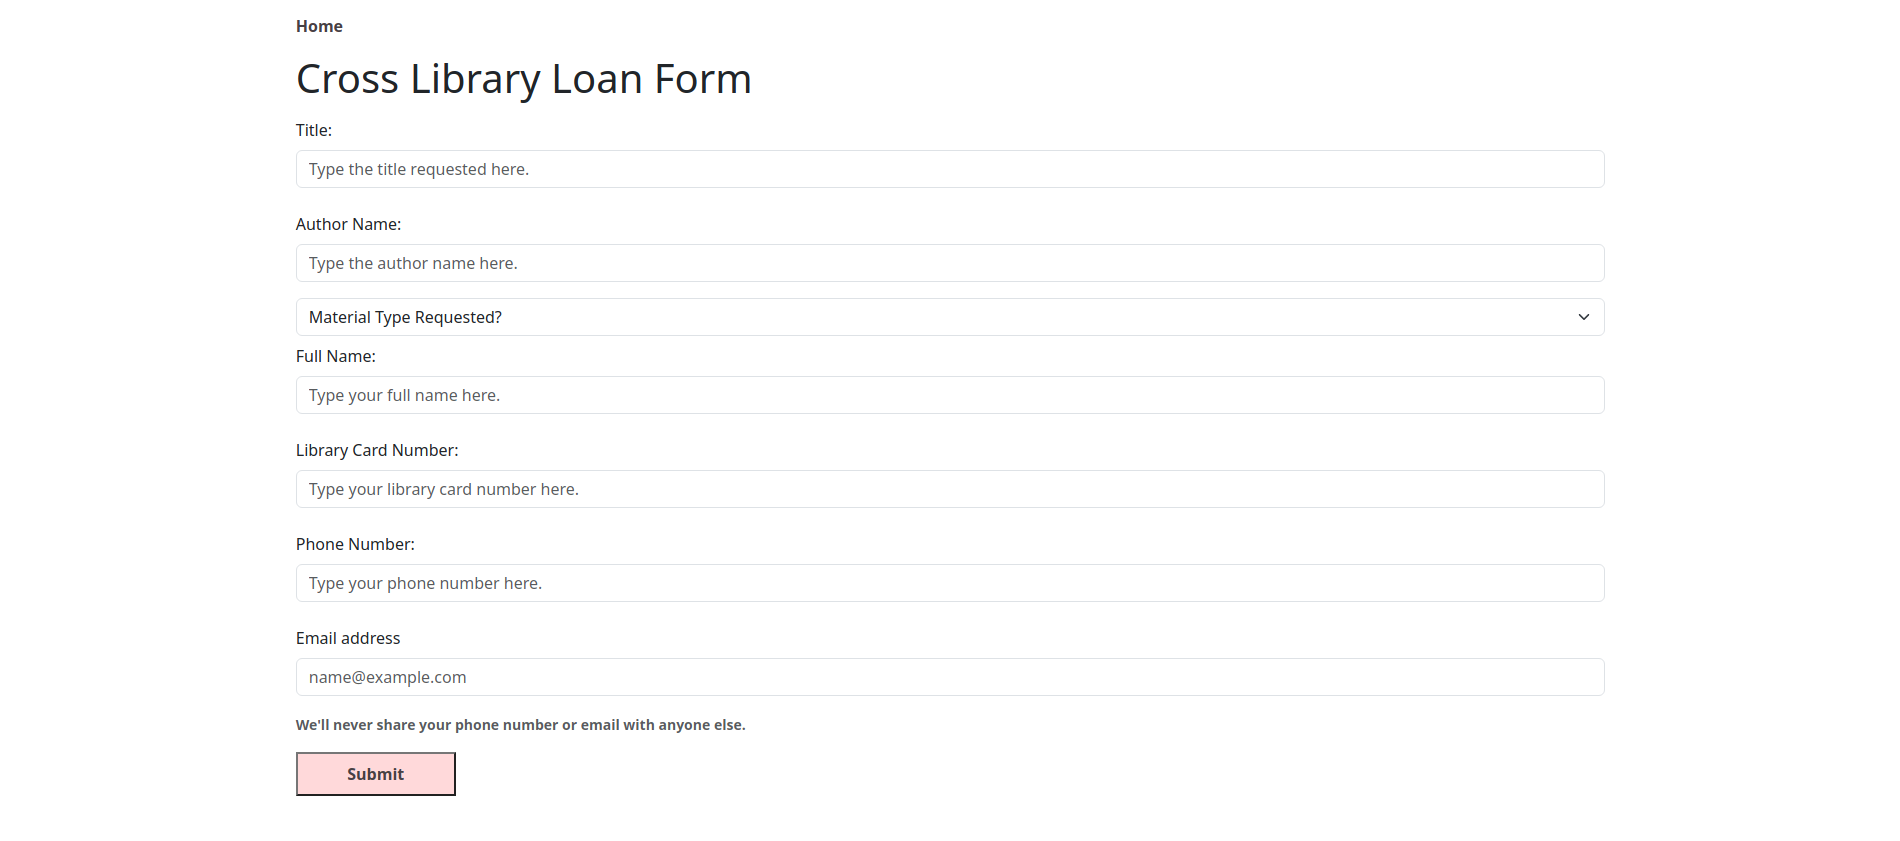 Home
Cross Library Loan Form
Title:
Type the title requested here.
Author Name:
Type the author name here.
Material Type Requested?
Full Name:
Type your full name here.
Library Card Number:
Type your library card number here.
Phone Number:
Type your phone number here.
Email address
name@example.com
We'll never share your phone number or email with anyone else.
Submit